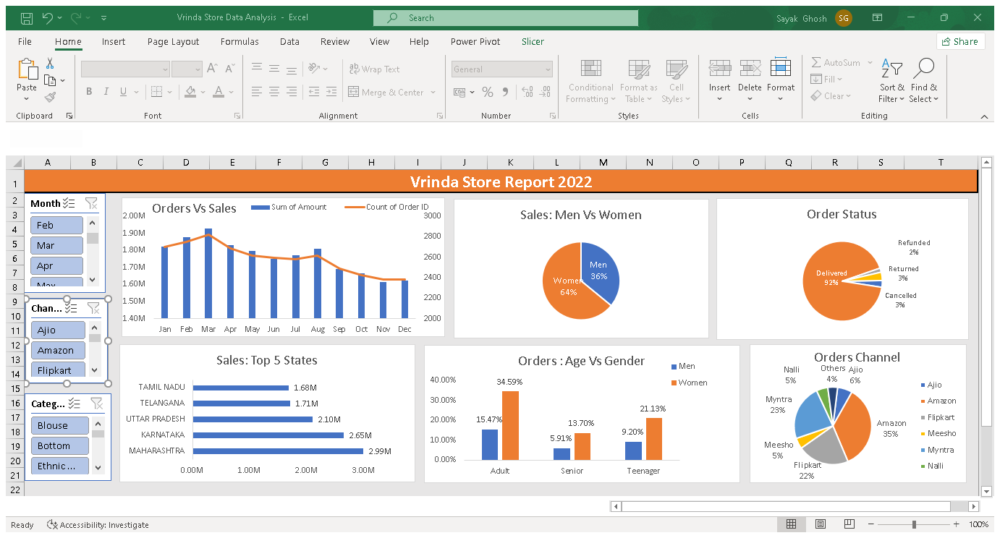 Vrinda Store Data Analysis - Excel
Search
Sayak Ghosh
SG
File Home Insert Page Layout Formulas Data Review View Help Power Pivot Slicer
Share
Paste
Clipboard
B I U
A A
A
Font
ab
Wrap Text
Merge & Center
Alignment
General
%
Number
Conditional Formatting
Format as Table
Cell Styles
Styles
Insert
Delete
Format
Cells
AutoSum
Fill
Clear
Sort & Filter
Find & Select
Editing
A B C D E F G H I J K L M N O P Q R S T
1
2
3
4
5
6
7
8
9
10
11
12
13
14
15
16
17
18
19
20
21
22
Vrinda Store Report 2022
Month
Feb
Mar
Apr
May
Chan...
Ajio
Amazon
Flipkart
Categ...
Blouse
Bottom
Ethnic ...
Orders Vs Sales
Sum of Amount
Count of Order ID
2.00M
1.90M
1.80M
1.70M
1.60M
1.50M
1.40M
3000
2800
2600
2400
2200
2000
Jan Feb Mar Apr May Jun Jul Aug Sep Oct Nov Dec
Sales: Men Vs Women
Men
36%
Women
64%
Order Status
Refunded
2%
Returned
3%
Cancelled
3%
Delivered
92%
Sales: Top 5 States
TAMIL NADU 1.68M
TELANGANA 1.71M
UTTAR PRADESH 2.10M
KARNATAKA 2.65M
MAHARASHTRA 2.99M
0.00M 1.00M 2.00M 3.00M
Orders : Age Vs Gender
Men
Women
40.00%
30.00%
20.00%
10.00%
0.00%
15.47% 34.59%
5.91% 13.70%
9.20% 21.13%
Adult Senior Teenager
Orders Channel
Nalli
5%
Others
4%
Ajio
6%
Myntra
23%
Amazon
35%
Meesho
5%
Flipkart
22%
Ajio
Amazon
Flipkart
Meesho
Myntra
Nalli
Ready
Accessibility: Investigate
100%